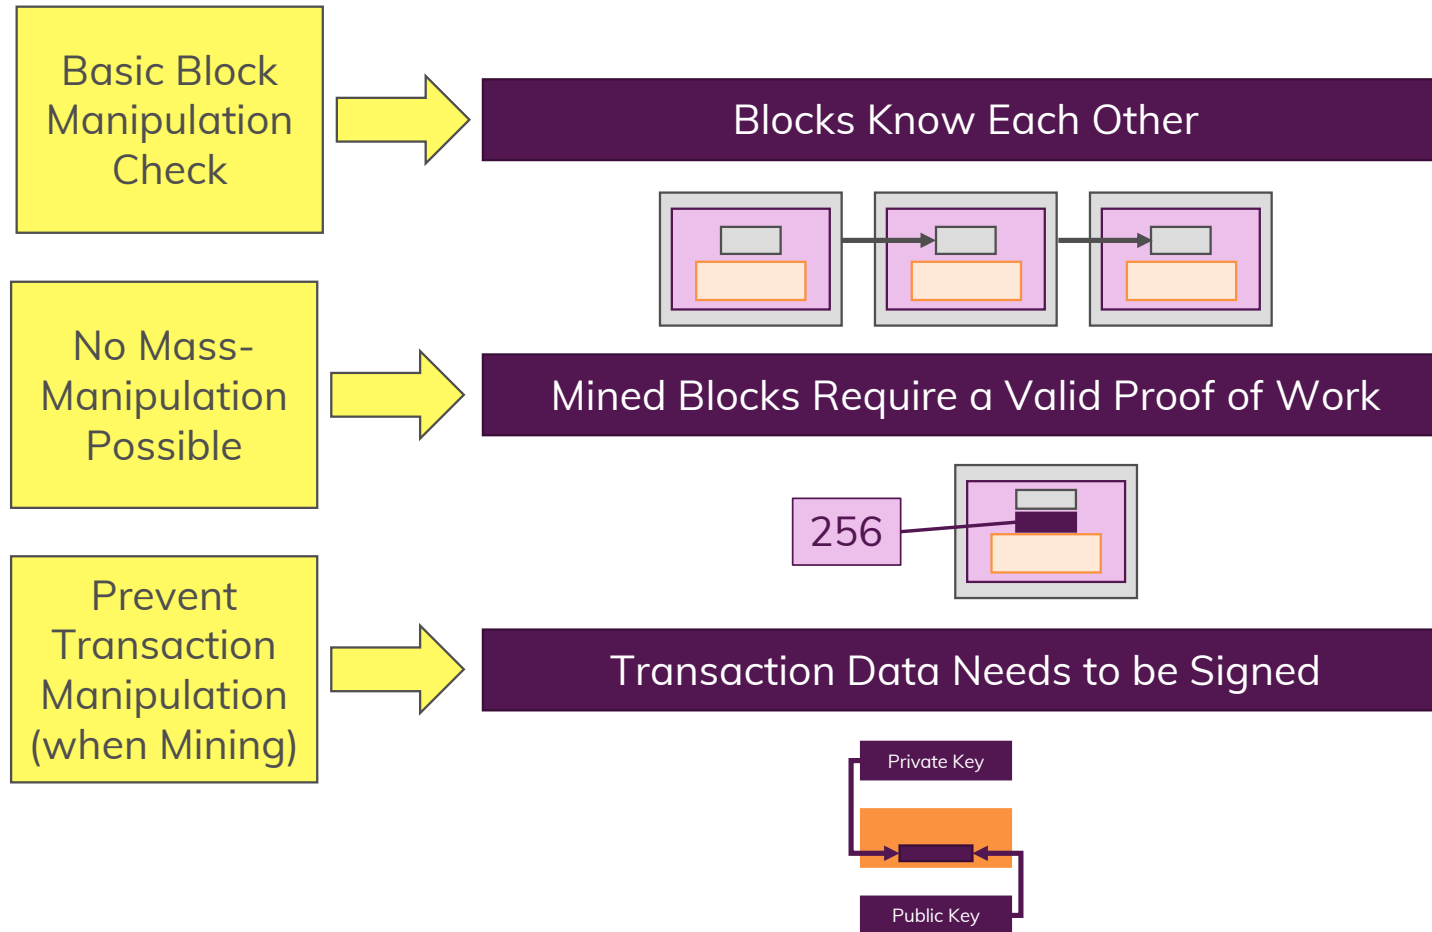 Basic Block
Manipulation
Check
Blocks Know Each Other
No Mass-
Manipulation
Possible
Mined Blocks Require a Valid Proof of Work
256
Prevent
Transaction
Manipulation
(when Mining)
Transaction Data Needs to be Signed
Private Key
Public Key